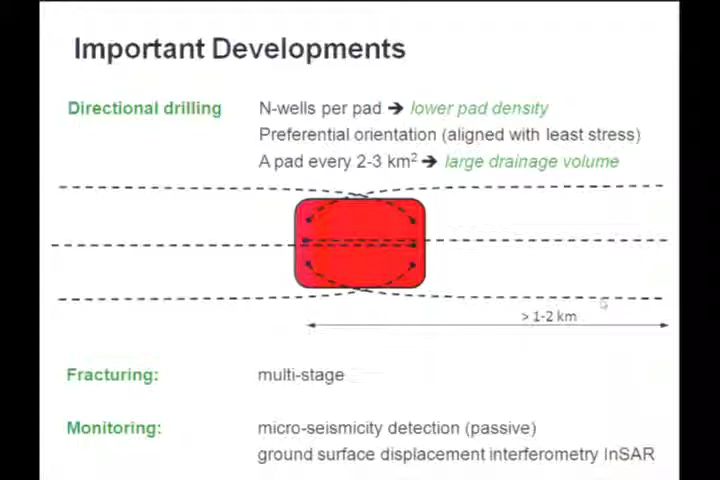 Important Developments
Directional drilling N-wells per pad ➔ lower pad density
Preferential orientation (aligned with least stress)
A pad every 2-3 km² ➔ large drainage volume
> 1-2 km
Fracturing: multi-stage
Monitoring: micro-seismicity detection (passive)
ground surface displacement interferometry InSAR